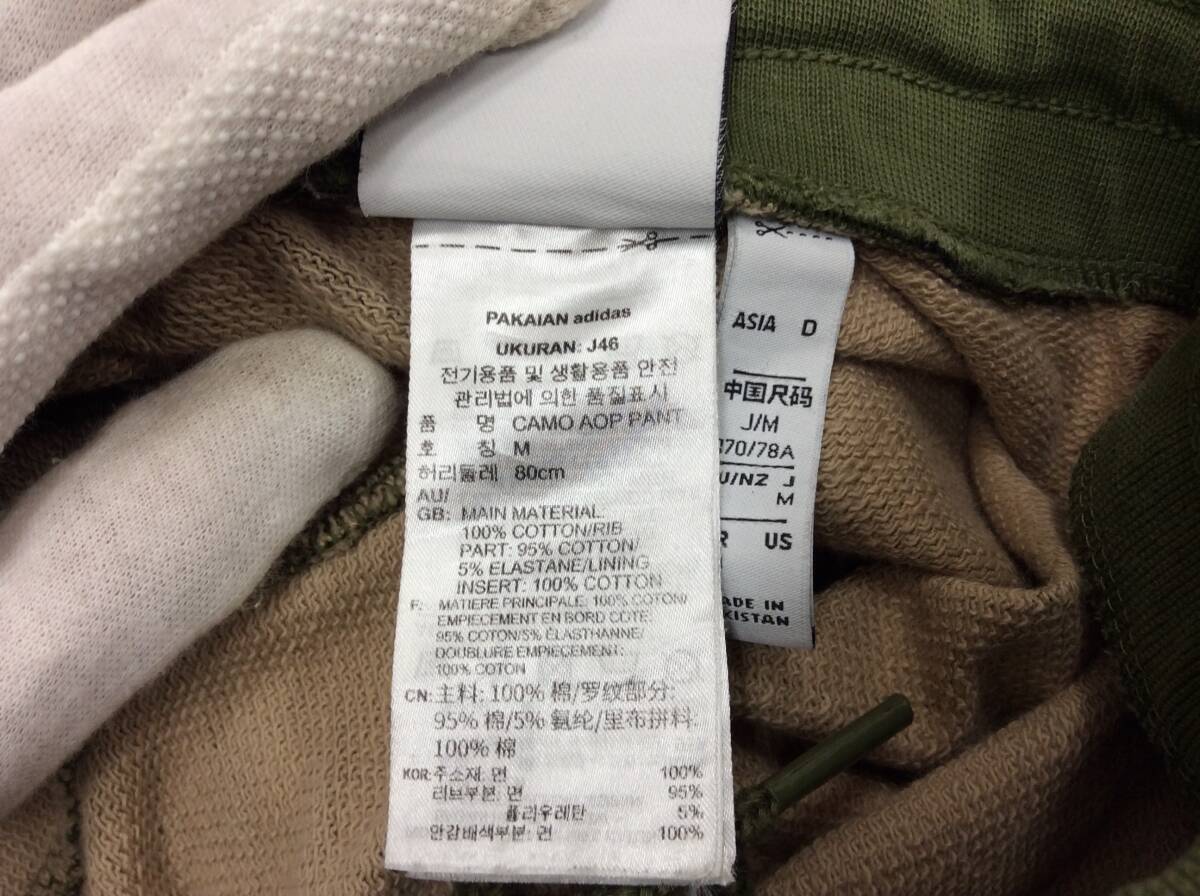 PAKAIAN adidas
UKURAN: J46
전기용품 및 생활용품 안전
관리법에 의한 품질표시
품 명 CAMO AOP PANT
호 칭 M
허리둘레 80cm
AU/
GB: MAIN MATERIAL:
100% COTTON/RIB
PART: 95% COTTON/
5% ELASTANE/LINING
INSERT: 100% COTTON
F: MATIERE PRINCIPALE: 100% COTON/
EMPIECEMENT EN BORD COTE:
95% COTON/5% ÉLASTHANNE/
DOUBLURE EMPIECEMENT:
100% COTON
CN: 主料: 100% 棉/罗纹部分:
95% 棉/5% 氨纶/里布拼料:
100% 棉
KOR: 주소재: 면 100%
리브부분: 면 95%
폴리우레탄 5%
안감배색부분: 면 100%
ASIA D
中国尺码
J/M
170/78A
U/NZ J
M
R US
ADE IN
KISTAN